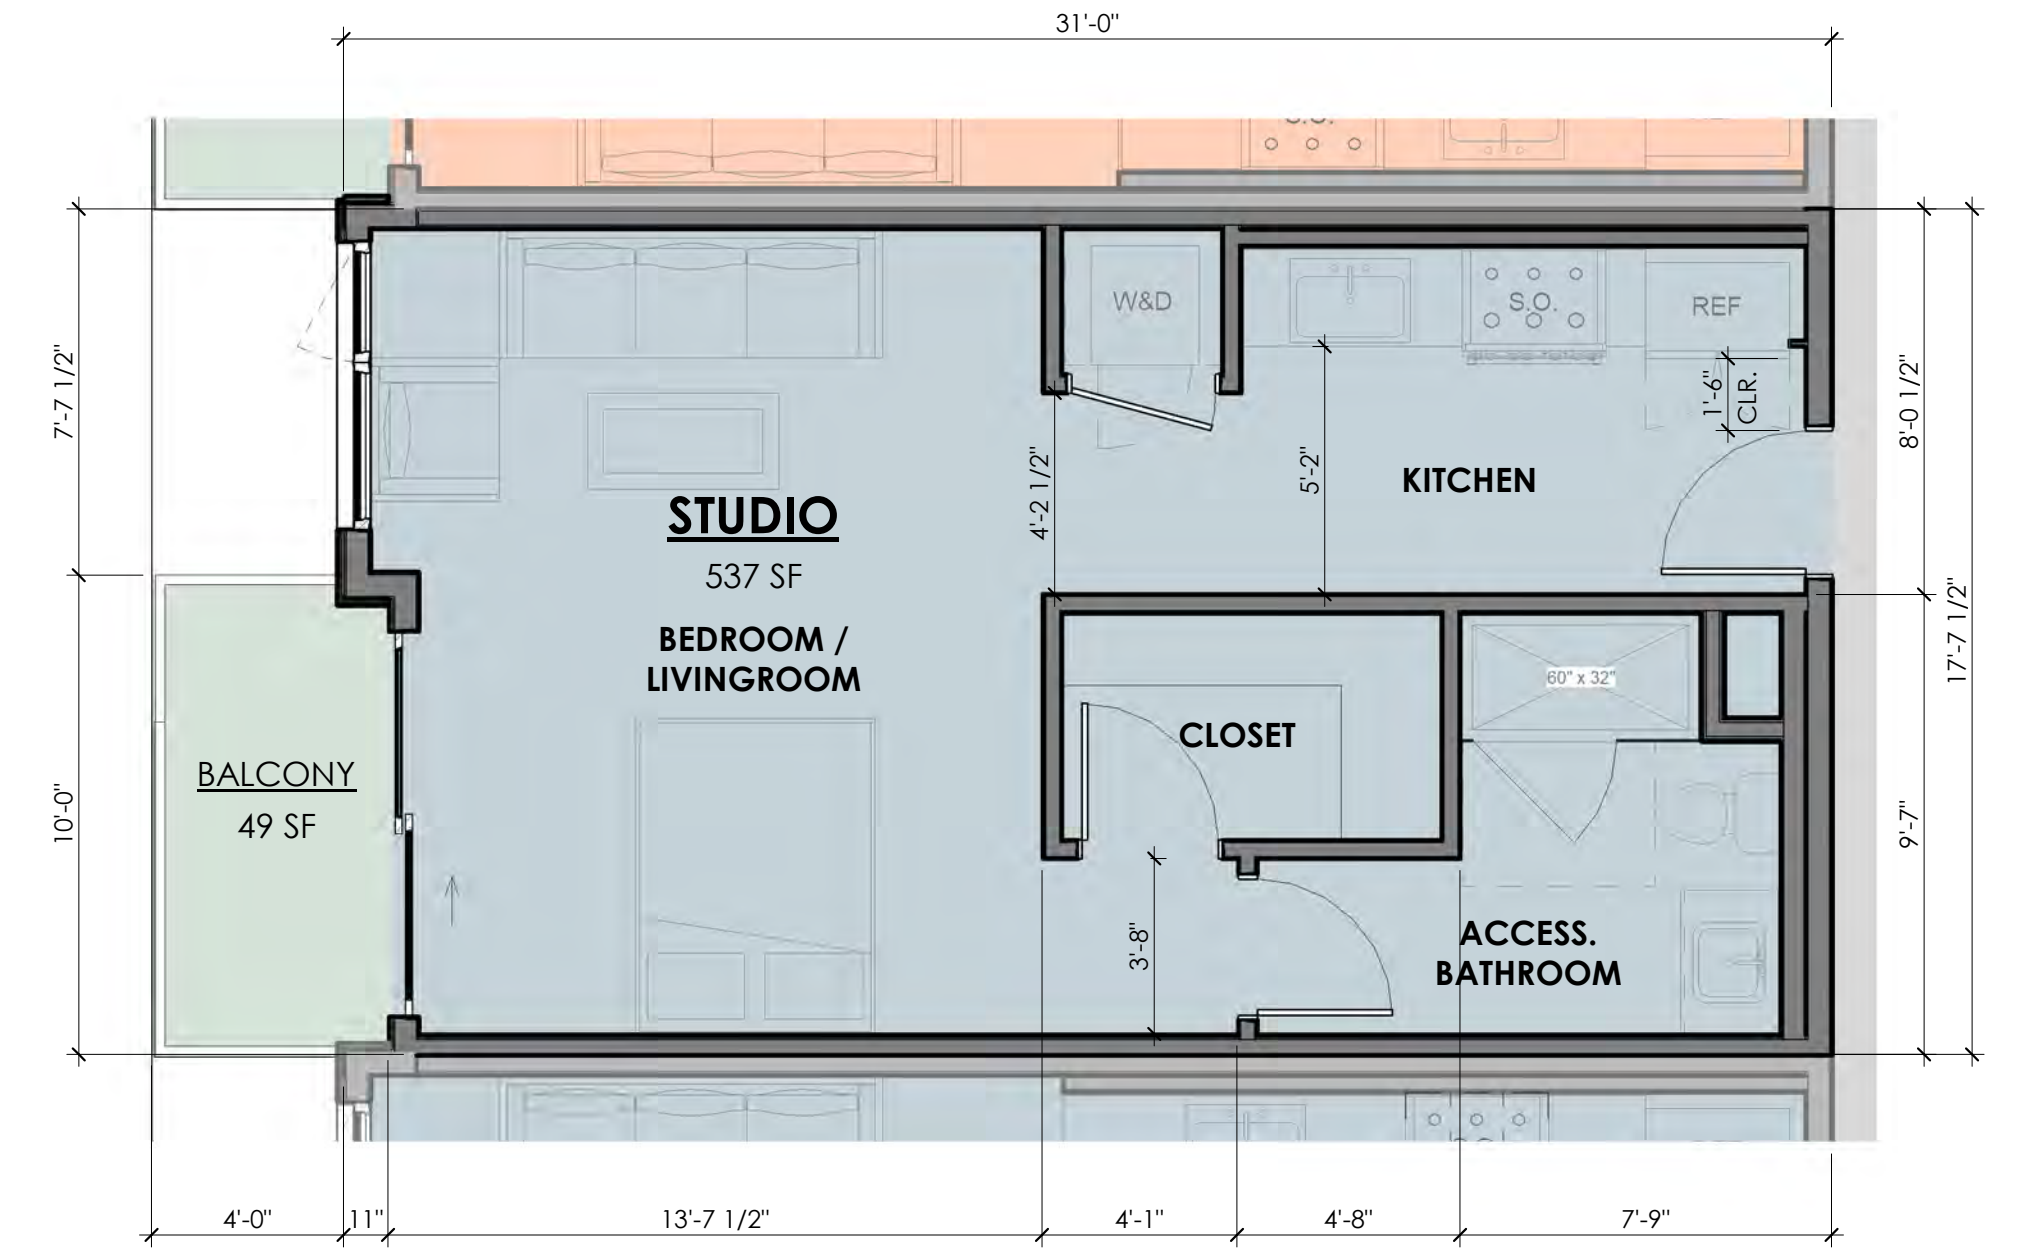 31'-0"
S.O.
7'-7 1/2"
W&D
S.O.
REF
1'-6"
CLR.
8'-0 1/2"
4'-2 1/2"
5'-2"
KITCHEN
STUDIO
537 SF
BEDROOM /
LIVINGROOM
17'-7 1/2"
60" x 32"
CLOSET
BALCONY
49 SF
10'-0"
9'-7"
3'-8"
ACCESS.
BATHROOM
4'-0"
11"
13'-7 1/2"
4'-1"
4'-8"
7'-9"